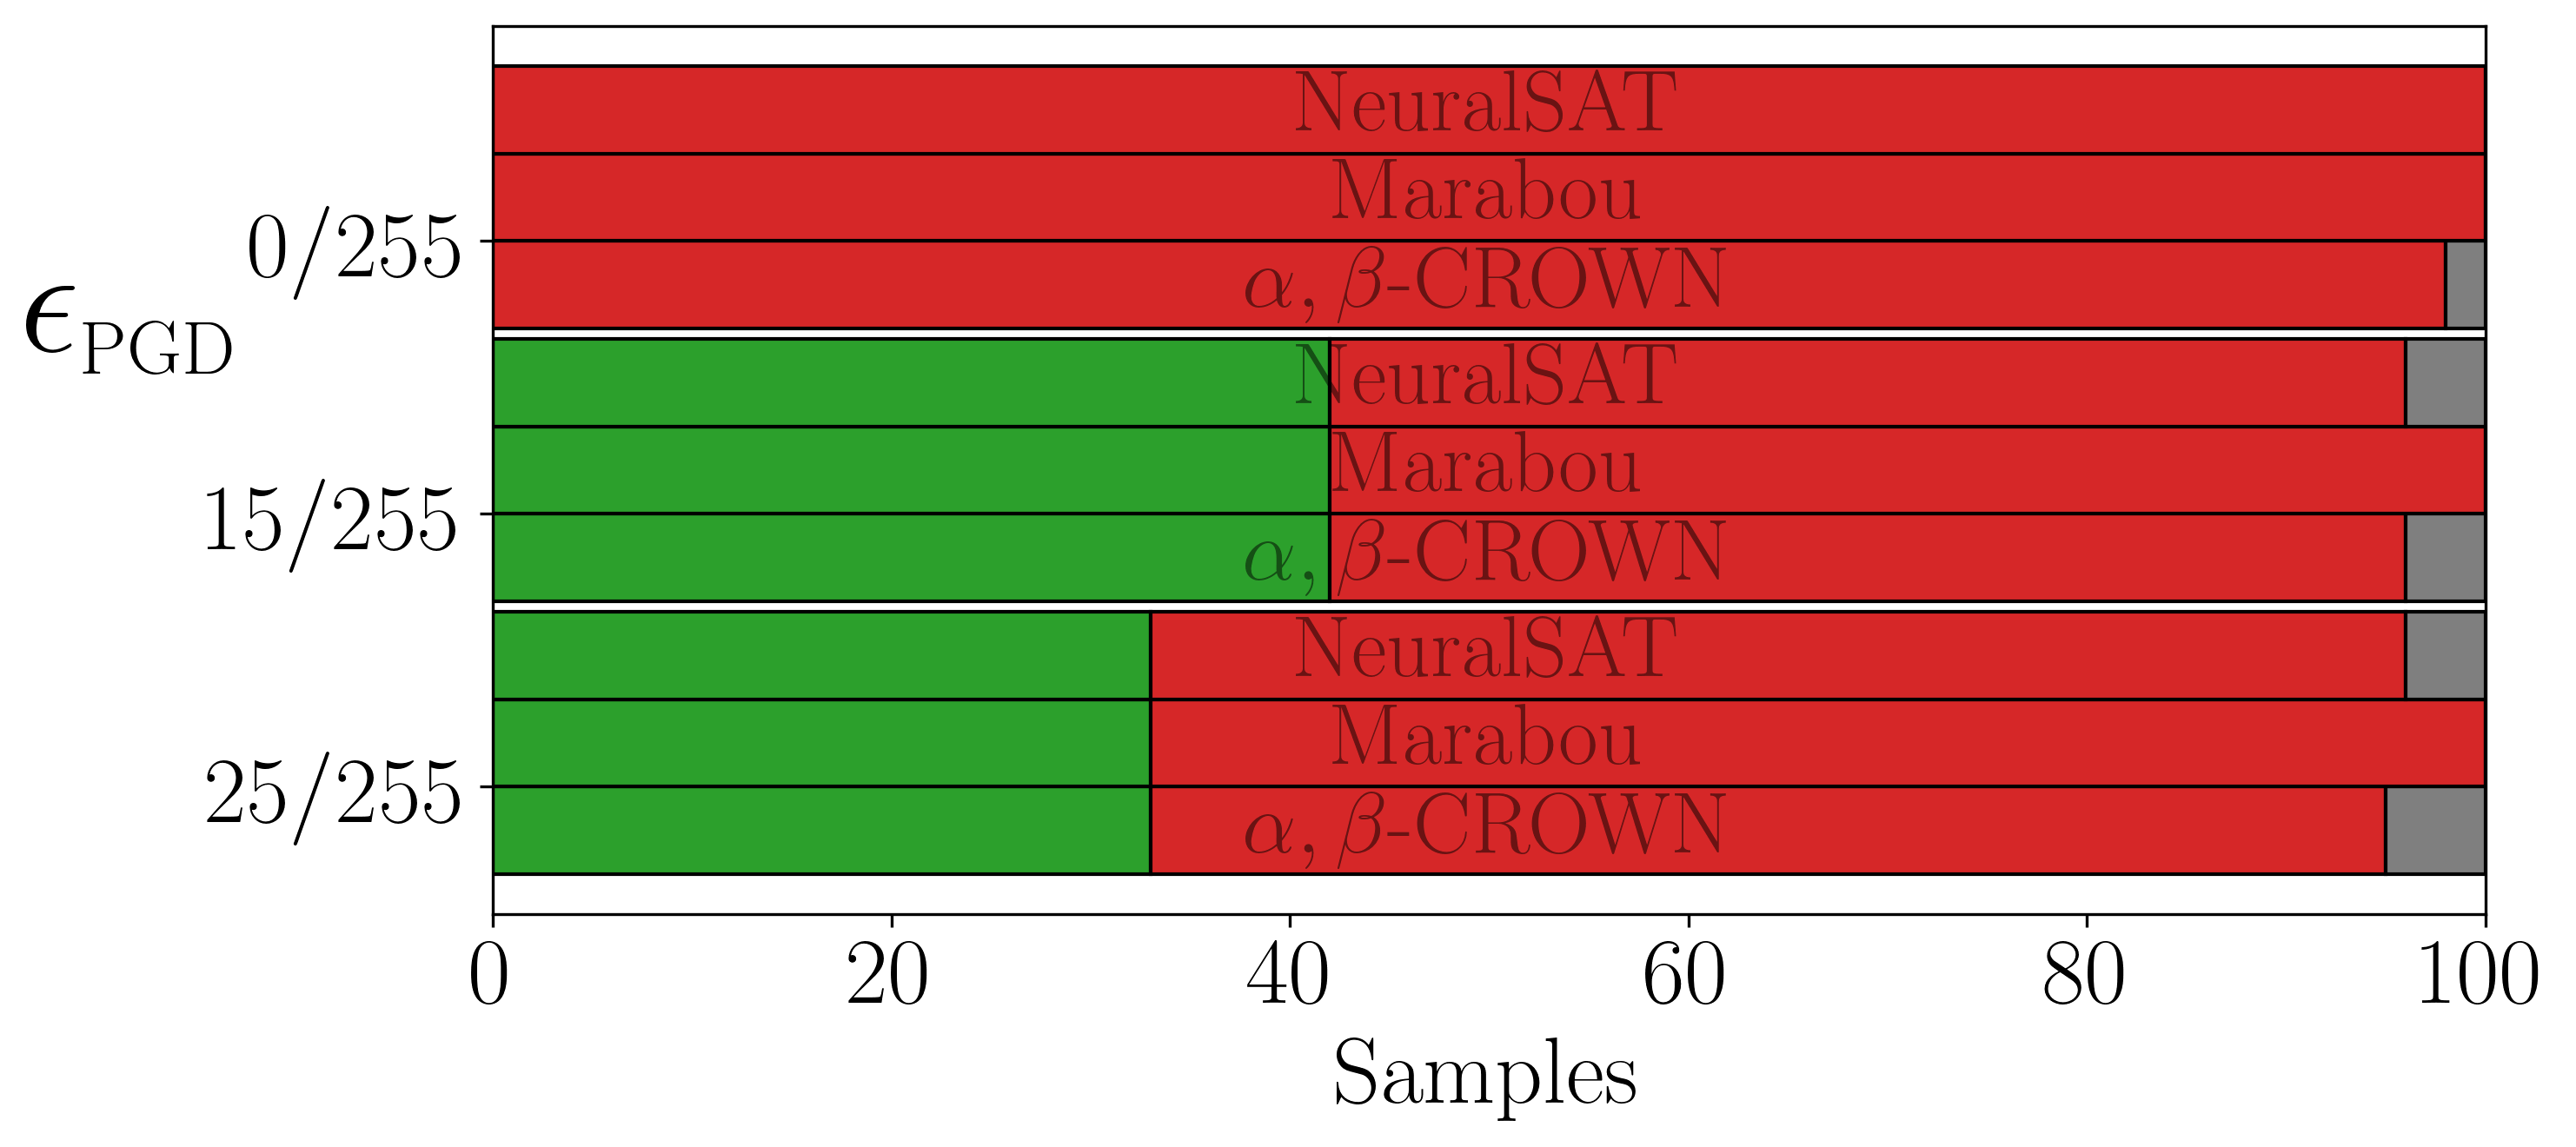 NeuralSAT
Marabou
0/255
α, β-CROWN
ϵPGD
NeuralSAT
Marabou
15/255
α, β-CROWN
NeuralSAT
Marabou
25/255
α, β-CROWN
0 20 40 60 80 100
Samples